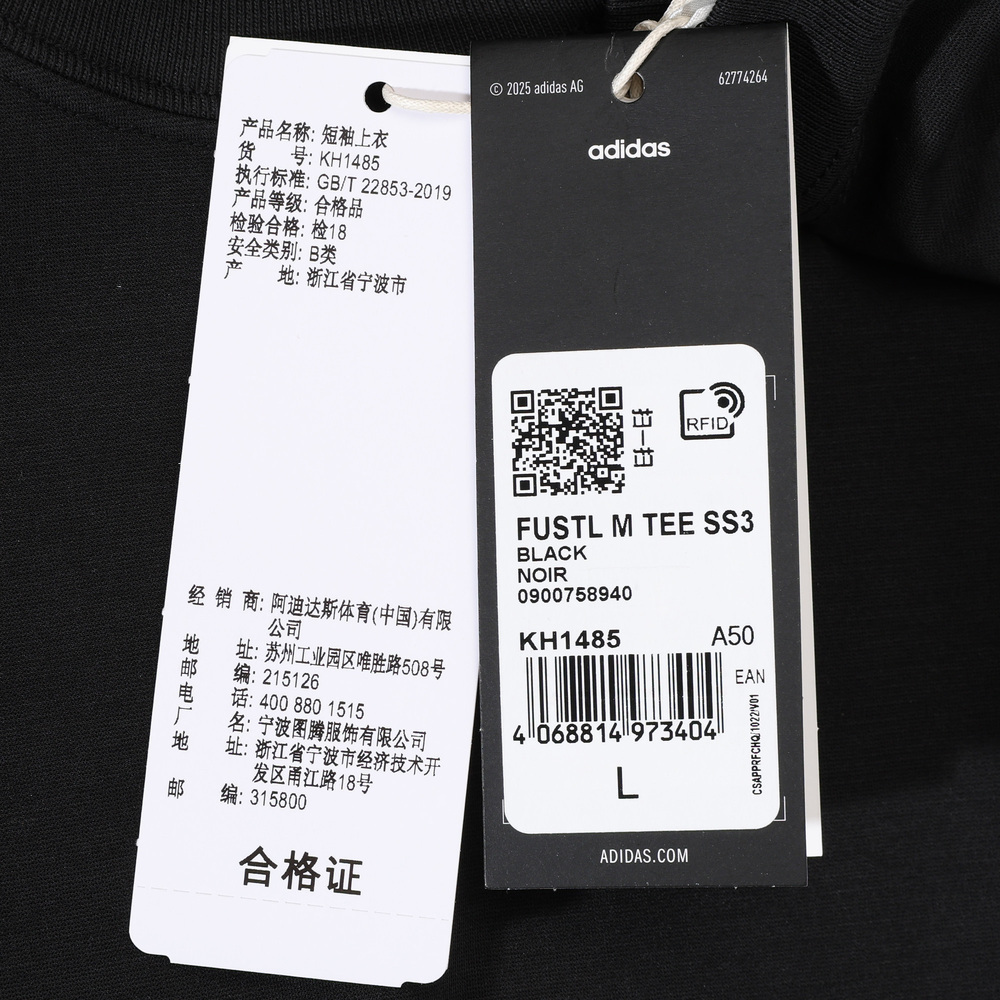 产品名称: 短袖上衣
货 号: KH1485
执行标准: GB/T 22853-2019
产品等级: 合格品
检验合格: 检18
安全类别: B类
产 地: 浙江省宁波市
经 销 商: 阿迪达斯体育(中国)有限
公司
地 址: 苏州工业园区唯胜路508号
邮 编: 215126
电 话: 400 880 1515
厂 名: 宁波图腾服饰有限公司
地 址: 浙江省宁波市经济技术开
发区甬江路18号
邮 编: 315800
合格证
© 2025 adidas AG
62774264
adidas
扫一扫
RFID
FUSTL M TEE SS3
BLACK
NOIR
0900758940
KH1485 A50
EAN
4 068814 973404
CSAPPRFCHQ/1022/V01
L
ADIDAS.COM